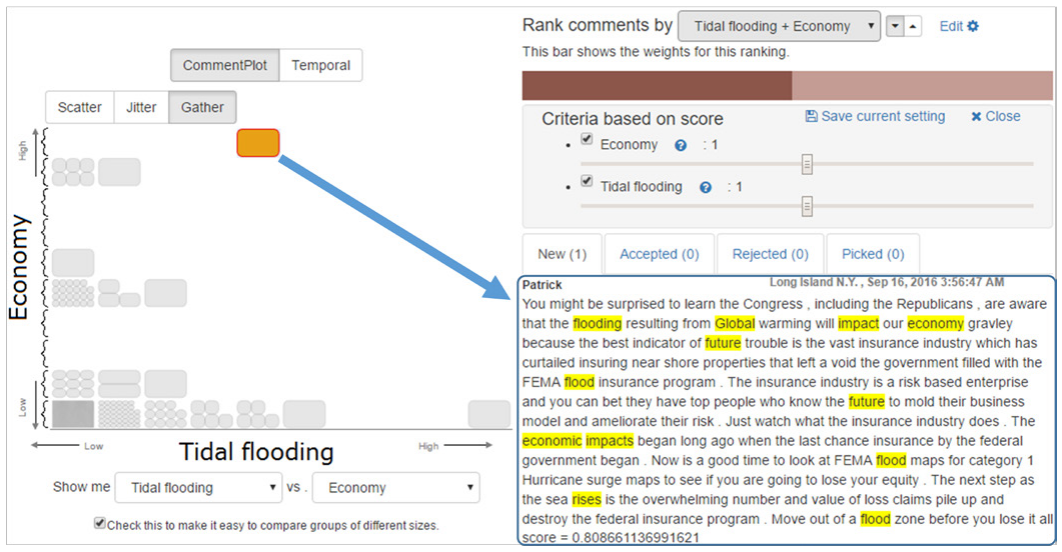 Rank comments by Tidal flooding + Economy Edit
This bar shows the weights for this ranking.
CommentPlot Temporal
Scatter Jitter Gather
High
Low
Economy
Low High
Tidal flooding
Show me Tidal flooding vs . Economy
Check this to make it easy to compare groups of different sizes.
Criteria based on score Save current setting Close
Economy : 1
Tidal flooding : 1
New (1) Accepted (0) Rejected (0) Picked (0)
Patrick Long Island N.Y. , Sep 16, 2016 3:56:47 AM
You might be surprised to learn the Congress , including the Republicans , are aware
that the flooding resulting from Global warming will impact our economy gravley
because the best indicator of future trouble is the vast insurance industry which has
curtailed insuring near shore properties that left a void the government filled with the
FEMA flood insurance program . The insurance industry is a risk based enterprise
and you can bet they have top people who know the future to mold their business
model and ameliorate their risk . Just watch what the insurance industry does . The
economic impacts began long ago when the last chance insurance by the federal
government began . Now is a good time to look at FEMA flood maps for category 1
Hurricane surge maps to see if you are going to lose your equity . The next step as
the sea rises is the overwhelming number and value of loss claims pile up and
destroy the federal insurance program . Move out of a flood zone before you lose it all
score = 0.808661136991621